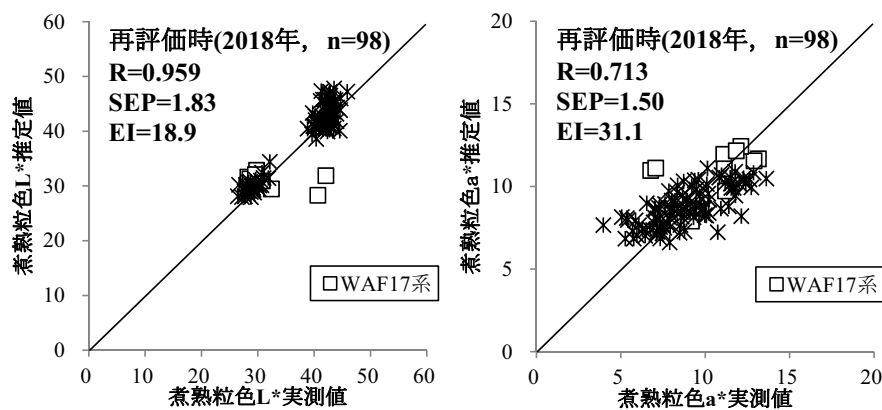 60
50
40
30
20
10
0
煮熟粒色L*推定値
再評価時(2018年, n=98)
R=0.959
SEP=1.83
EI=18.9
□WAF17系
0 10 20 30 40 50 60
煮熟粒色L*実測値
20
15
10
5
0
煮熟粒色a*推定値
再評価時(2018年, n=98)
R=0.713
SEP=1.50
EI=31.1
□WAF17系
0 5 10 15 20
煮熟粒色a*実測値